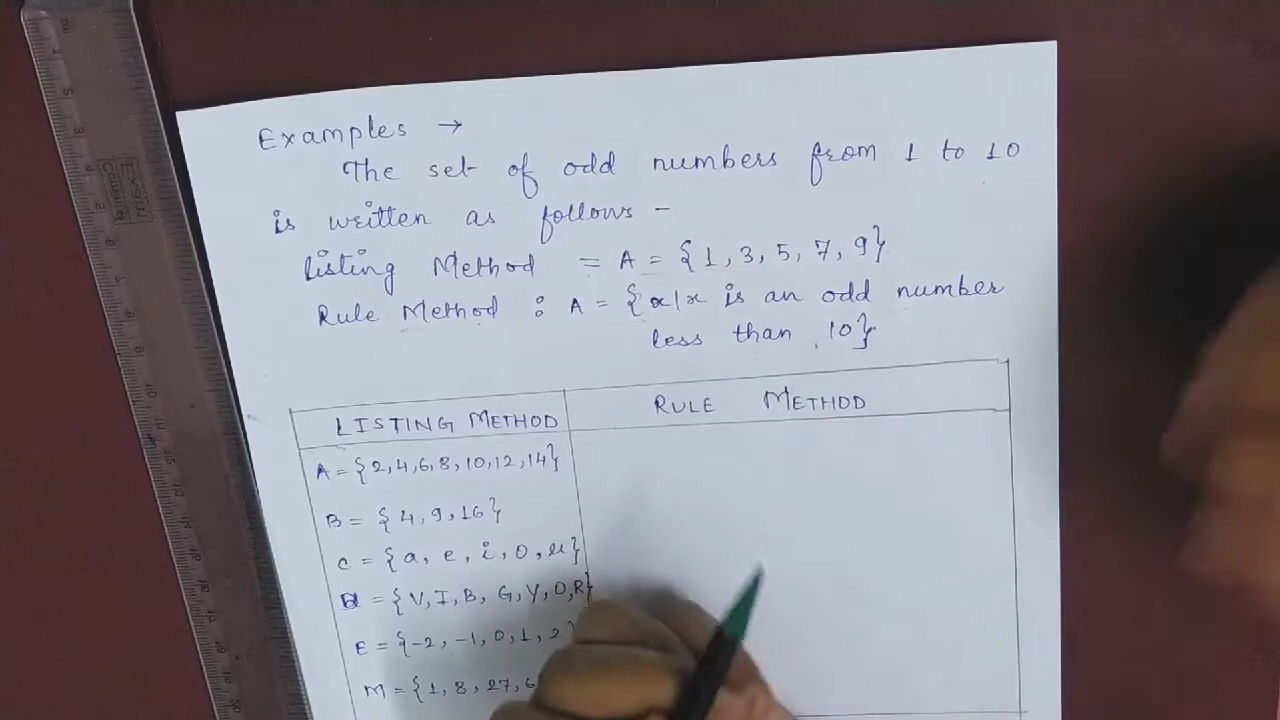 Examples →
The set of odd numbers from 1 to 10
is written as follows -
Listing Method = A = {1, 3, 5, 7, 9}
Rule Method : A = {x/x is an odd number
less than 10}
LISTING METHOD RULE METHOD
A = {2,4,6,8,10,12,14}
B = {4,9,16}
C = {a, e, i, o, u}
D = {V, I, B, G, Y, O, R}
E = {-2, -1, 0, 1, 2
M = {1, 8, 27, 6